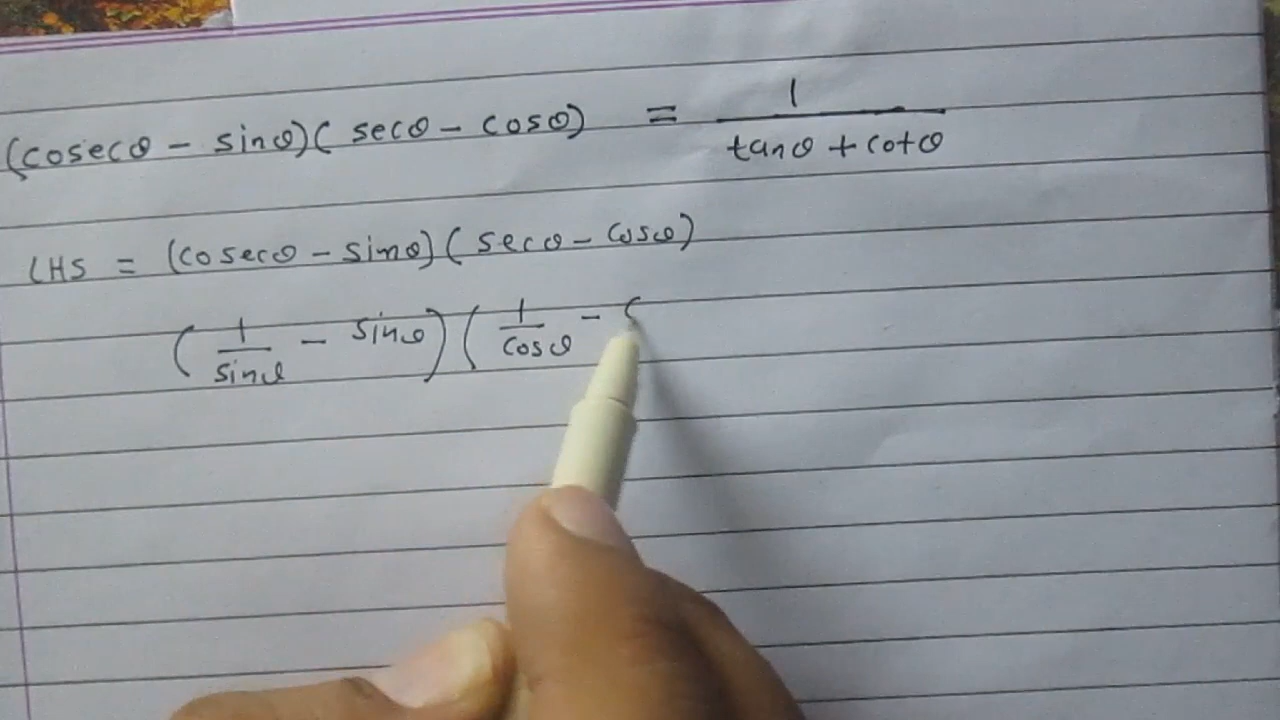 (cosecθ - sinθ)(secθ - cosθ) = 1/(tanθ + cotθ)
LHS = (cosecθ - sinθ)(secθ - cosθ)
(1/sinθ - sinθ)(1/cosθ - c